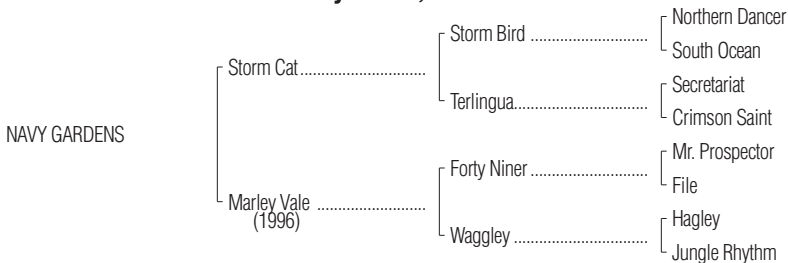 Northern Dancer
Storm Bird ..............................
South Ocean
Storm Cat..............................
Secretariat
Terlingua..............................
Crimson Saint
NAVY GARDENS
Mr. Prospector
Forty Niner..............................
File
Marley Vale ..............................
(1996)
Hagley
Waggley ..............................
Jungle Rhythm